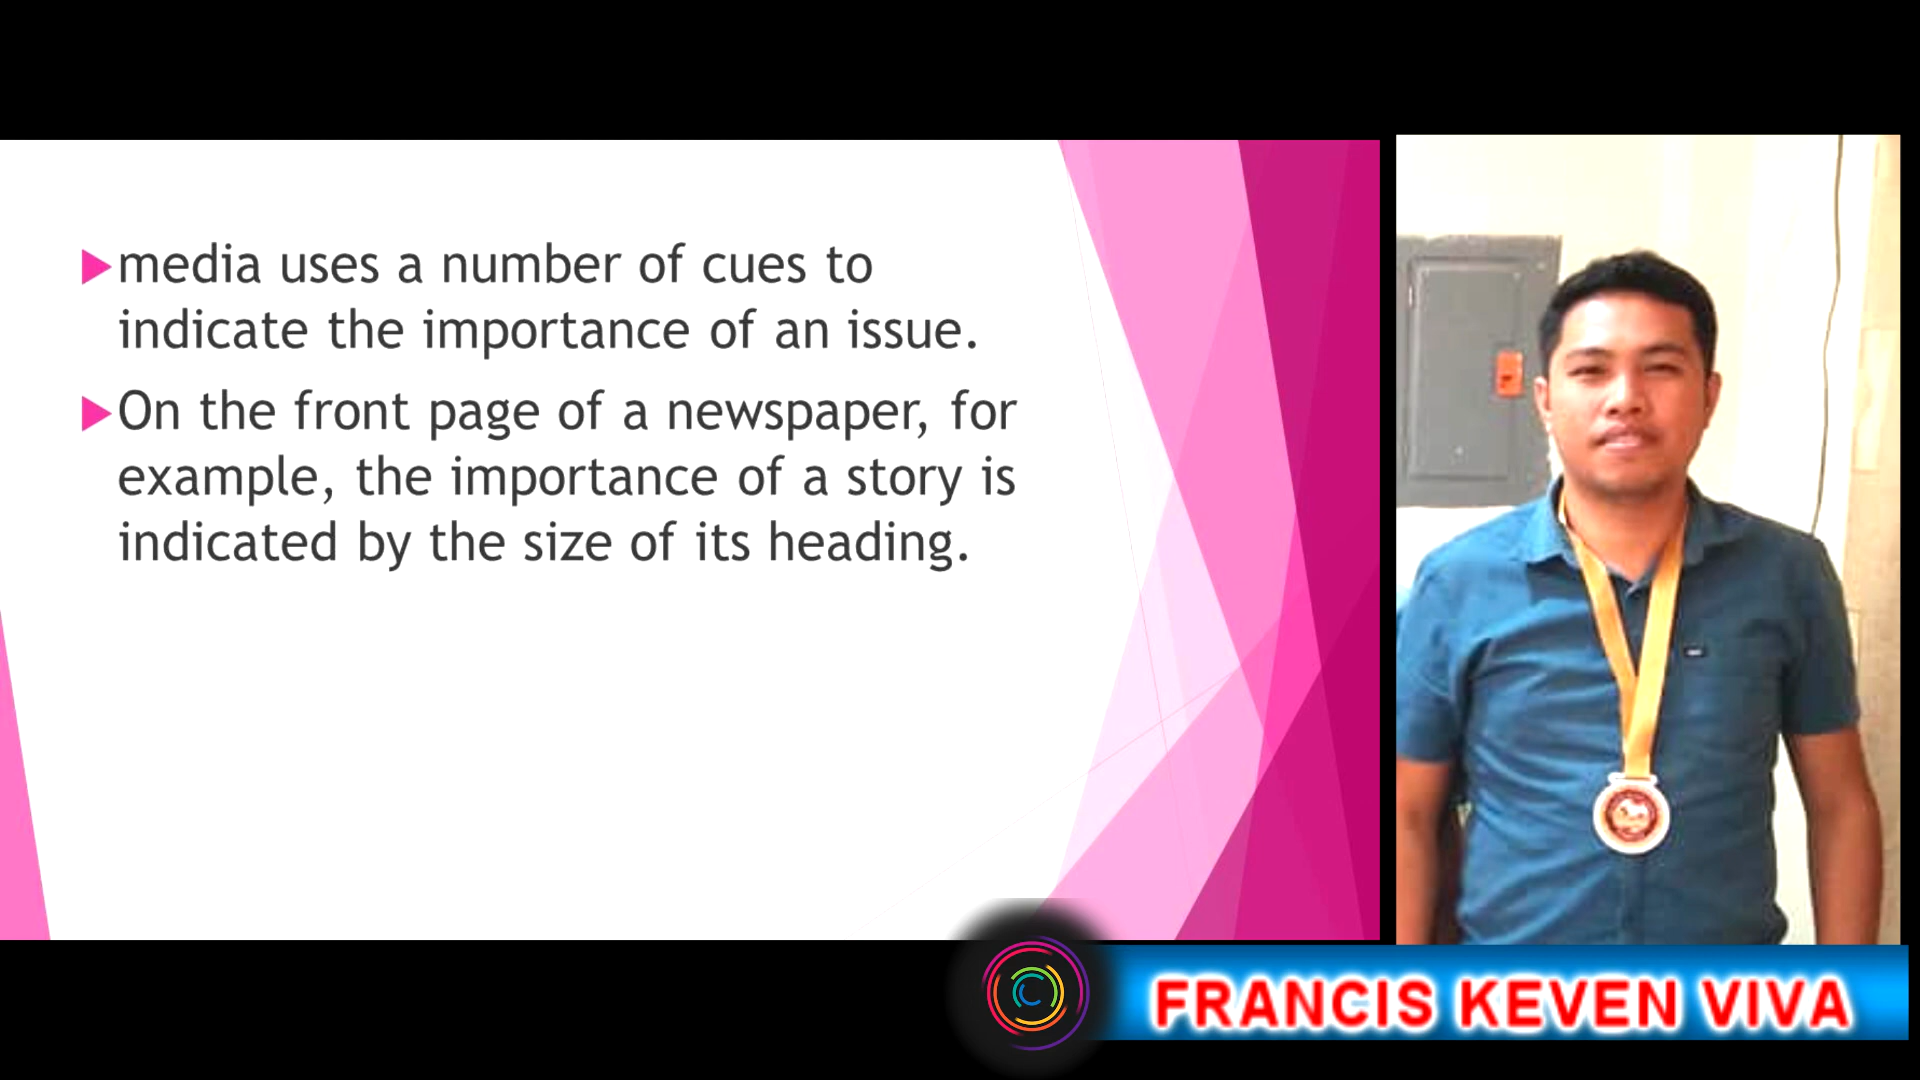 media uses a number of cues to
indicate the importance of an issue.
On the front page of a newspaper, for
example, the importance of a story is
indicated by the size of its heading.
FRANCIS KEVEN VIVA